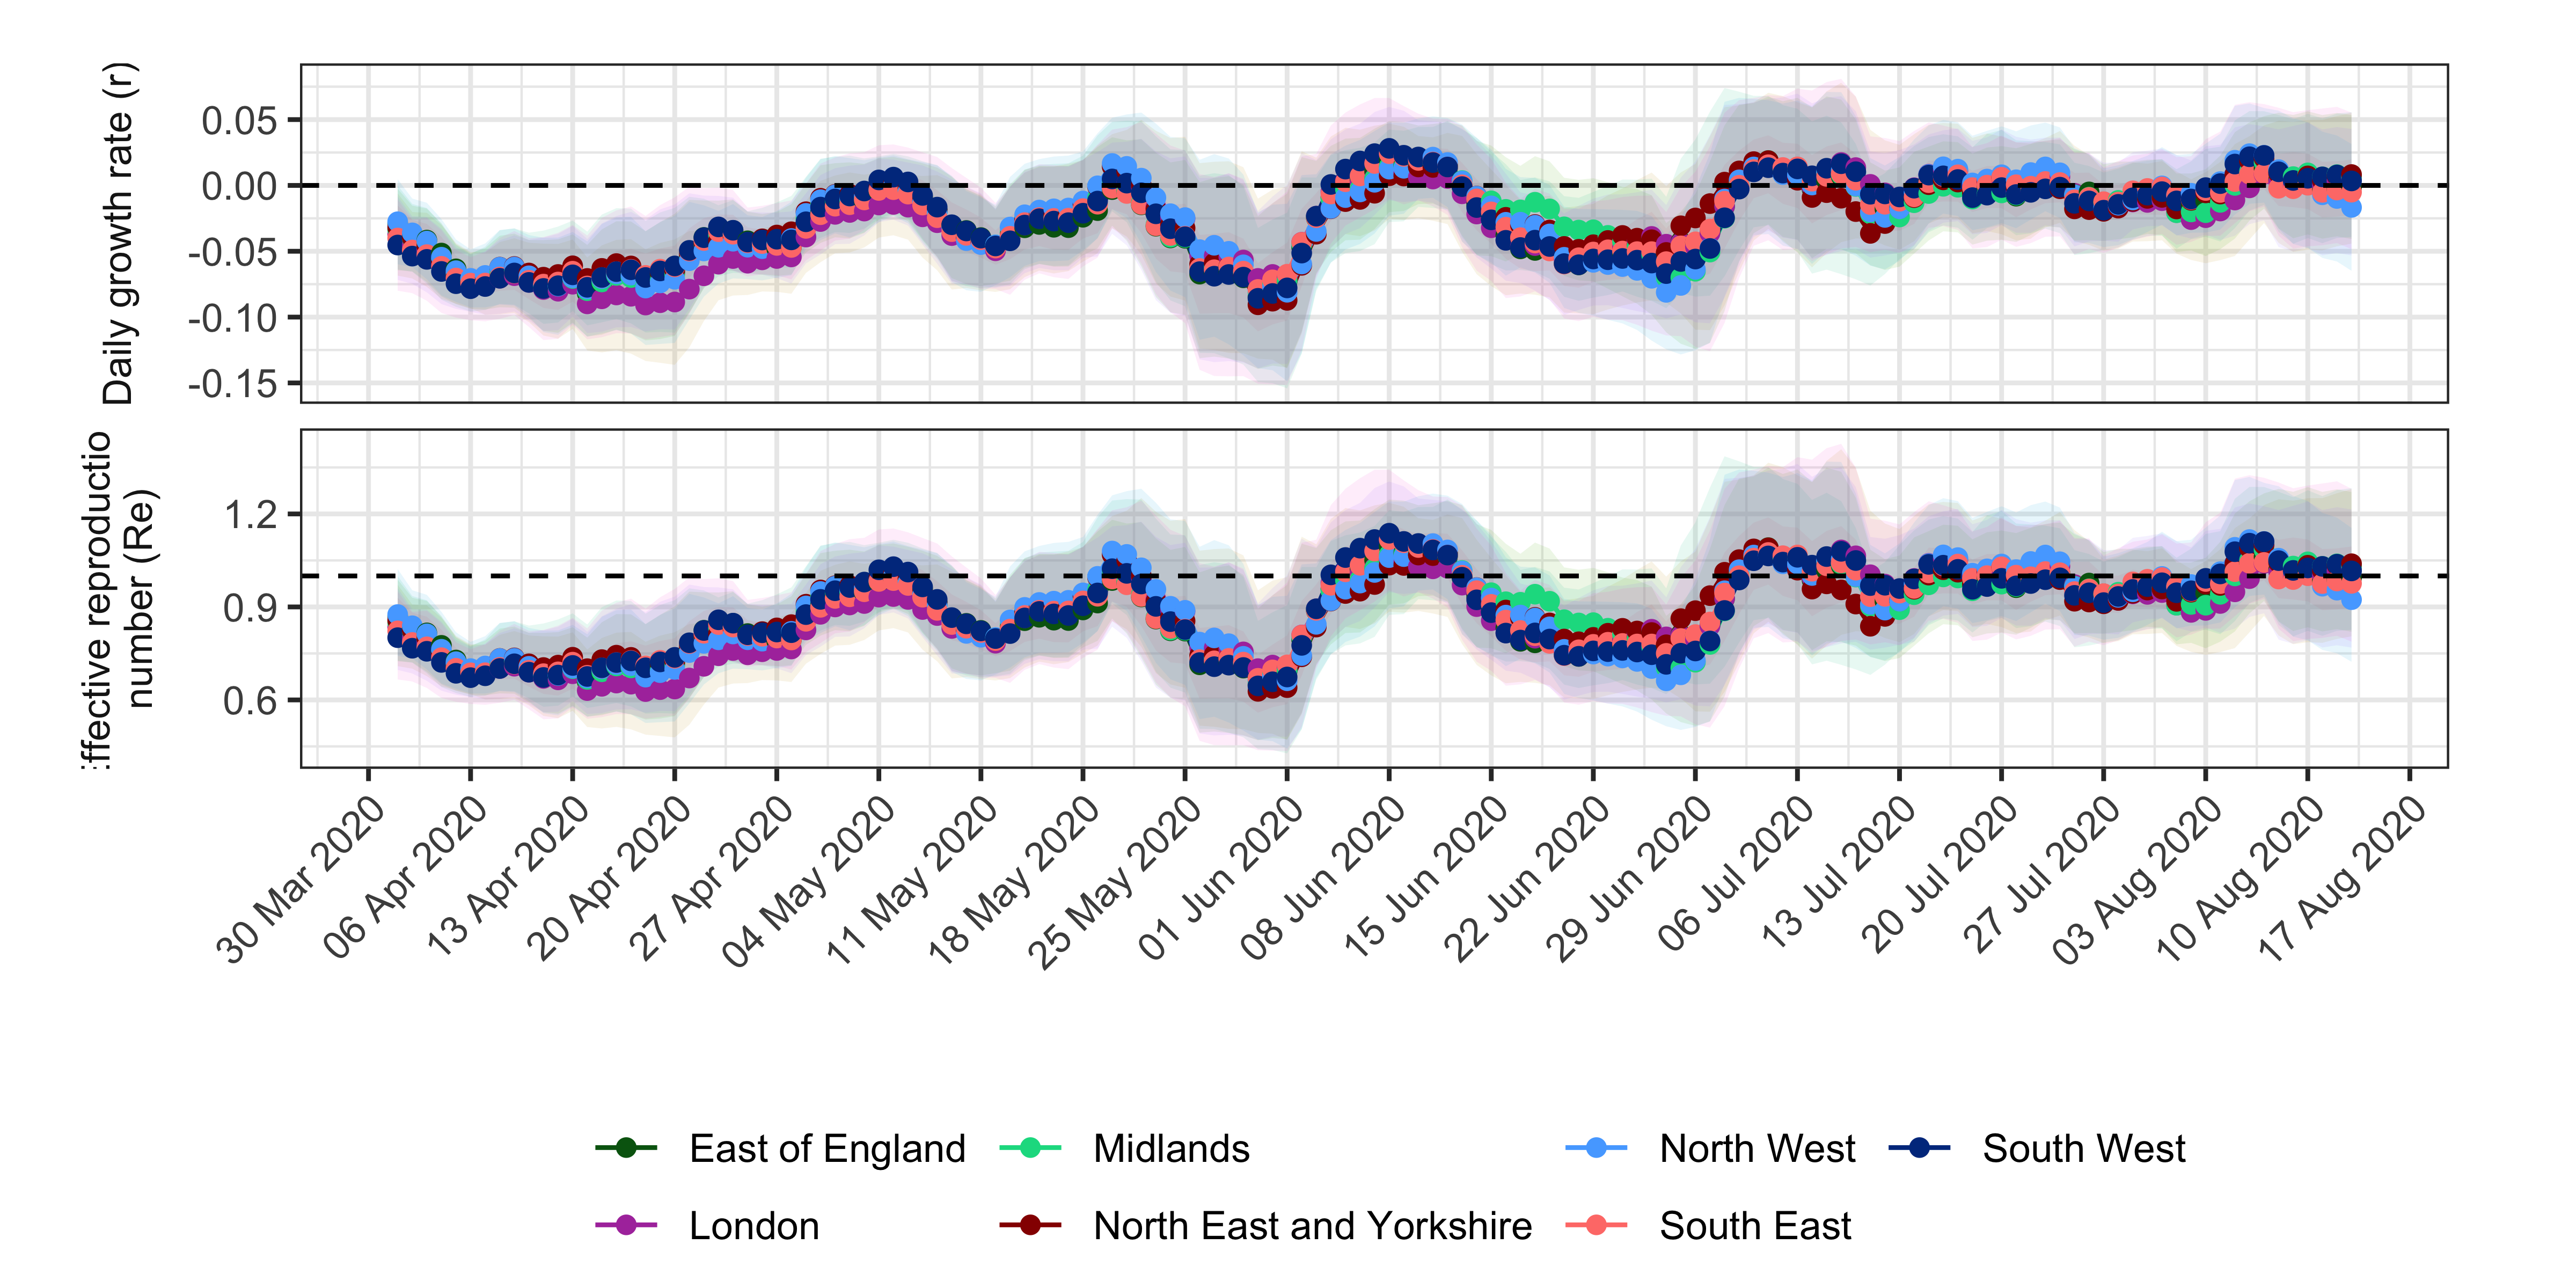 Daily growth rate (r)
0.05
0.00
-0.05
-0.10
-0.15
ffective reproductio
number (Re)
1.2
0.9
0.6
30 Mar 2020
06 Apr 2020
13 Apr 2020
20 Apr 2020
27 Apr 2020
04 May 2020
11 May 2020
18 May 2020
25 May 2020
01 Jun 2020
08 Jun 2020
15 Jun 2020
22 Jun 2020
29 Jun 2020
06 Jul 2020
13 Jul 2020
20 Jul 2020
27 Jul 2020
03 Aug 2020
10 Aug 2020
17 Aug 2020
East of England
Midlands
North West
South West
London
North East and Yorkshire
South East